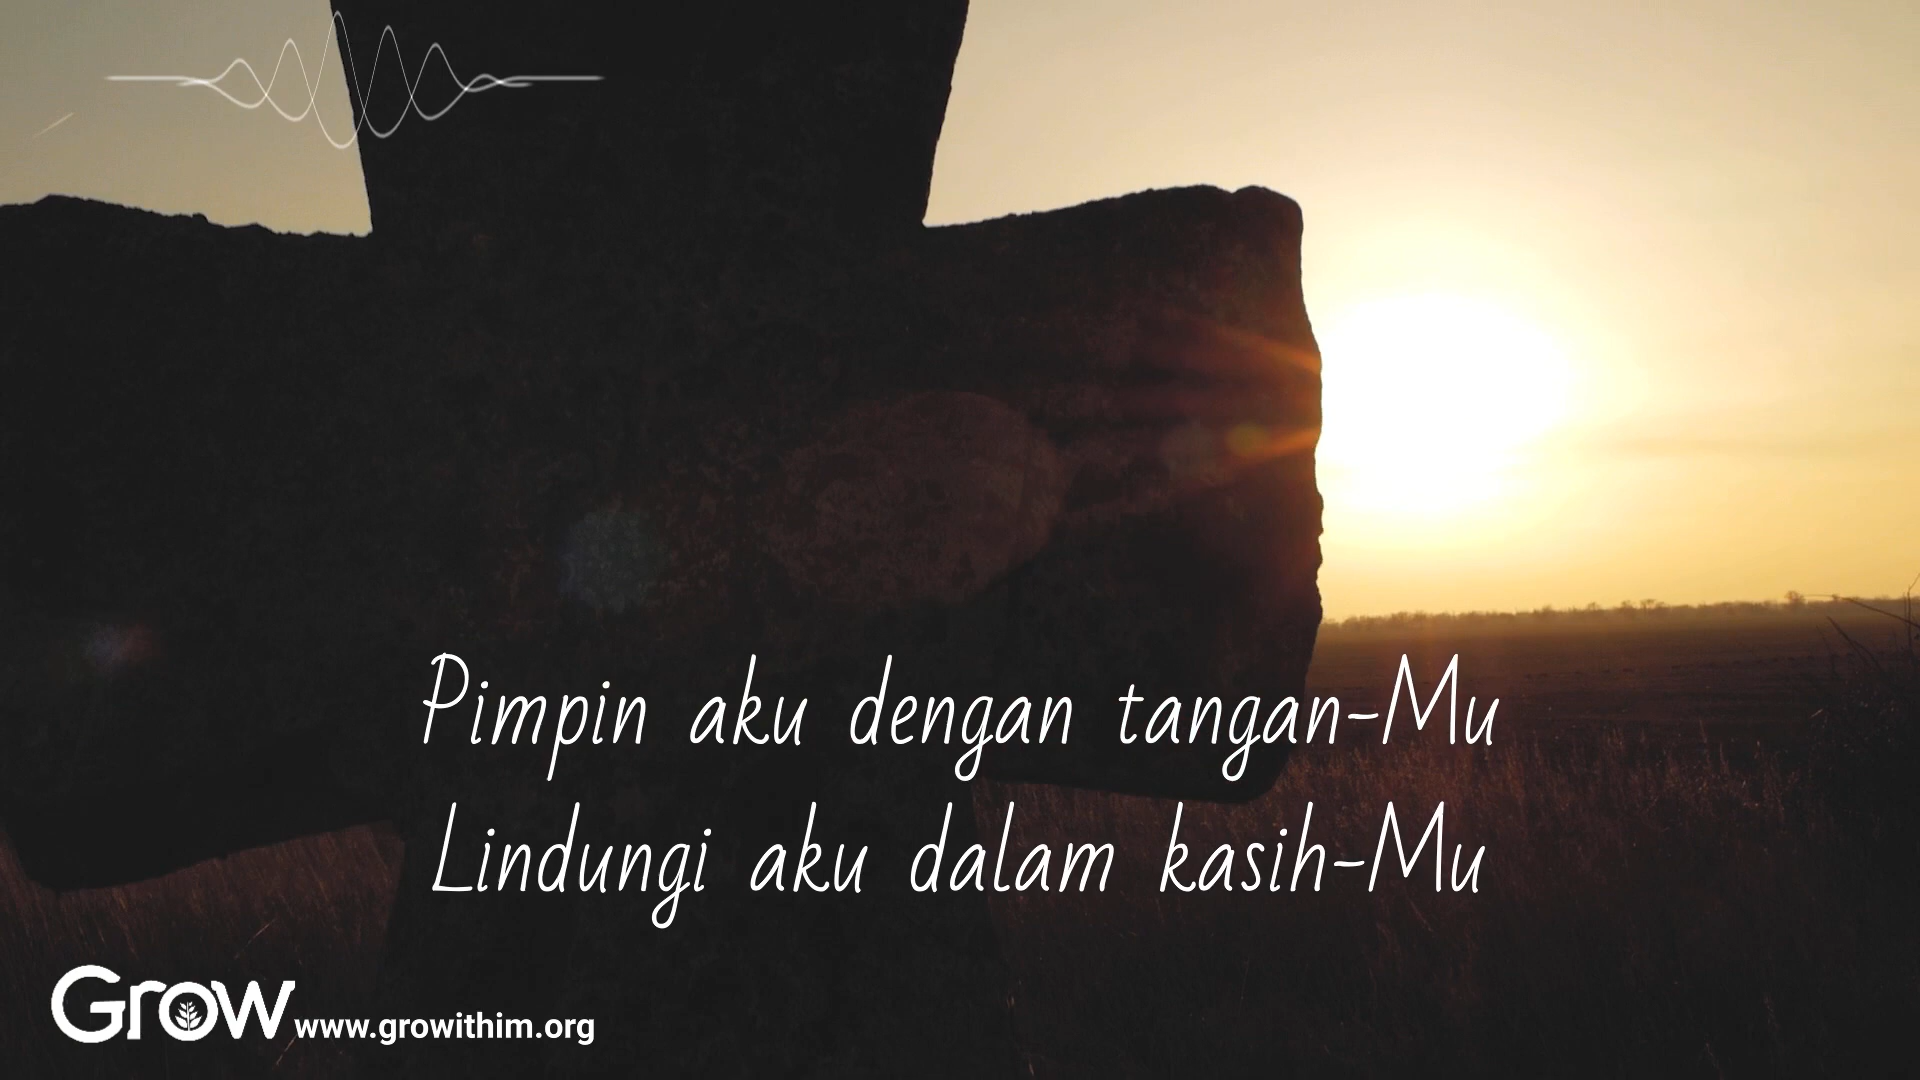 Pimpin aku dengan tangan-Mu
Lindungi aku dalam kasih-Mu
Grow www.growithim.org